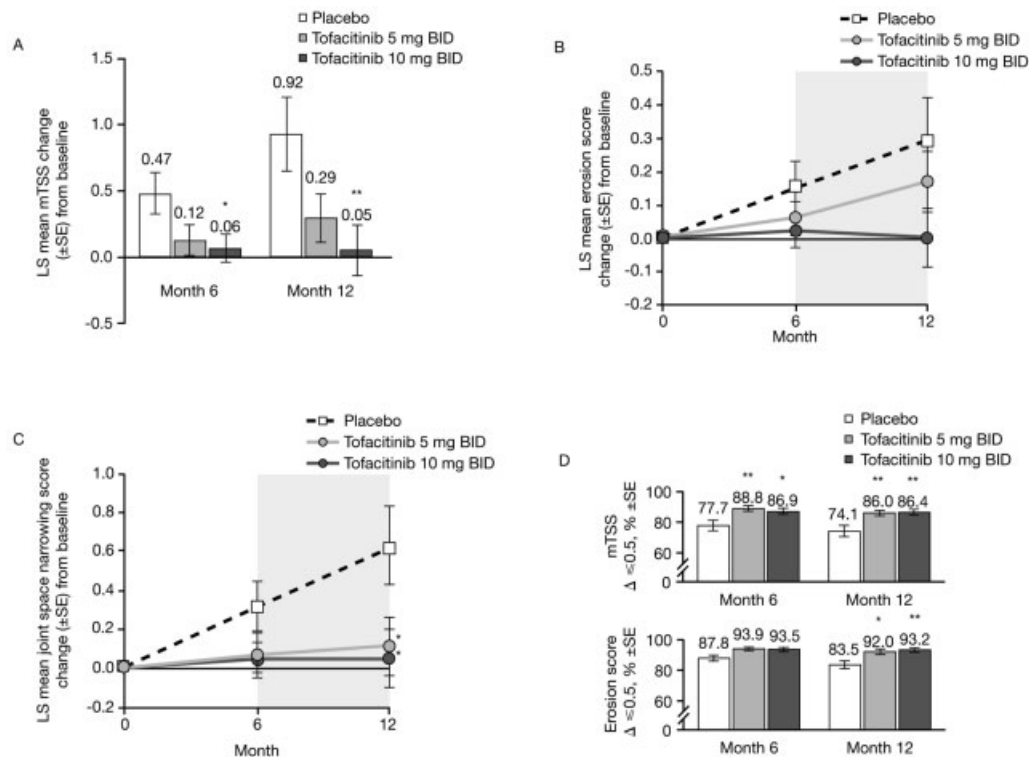 A
Placebo
Tofacitinib 5 mg BID
Tofacitinib 10 mg BID
LS mean mTSS change
(±SE) from baseline
1.5
1.0
0.5
0.0
-0.5
0.47
0.12
*
0.06
0.92
0.29
**
0.05
Month 6
Month 12
B
Placebo
Tofacitinib 5 mg BID
Tofacitinib 10 mg BID
LS mean erosion score
change (±SE) from baseline
0.5
0.4
0.3
0.2
0.1
0.0
-0.1
-0.2
0
6
12
Month
C
Placebo
Tofacitinib 5 mg BID
Tofacitinib 10 mg BID
LS mean joint space narrowing score
change (±SE) from baseline
1.0
0.8
0.6
0.4
0.2
0.0
-0.2
*
*
0
6
12
Month
D
Placebo
Tofacitinib 5 mg BID
Tofacitinib 10 mg BID
mTSS
Δ ≤0.5, % ±SE
100
80
0
** * ** **
77.7 88.8 86.9 74.1 86.0 86.4
Month 6 Month 12
Erosion score
Δ ≤0.5, % ±SE
100
80
0
* **
87.8 93.9 93.5 83.5 92.0 93.2
Month 6 Month 12